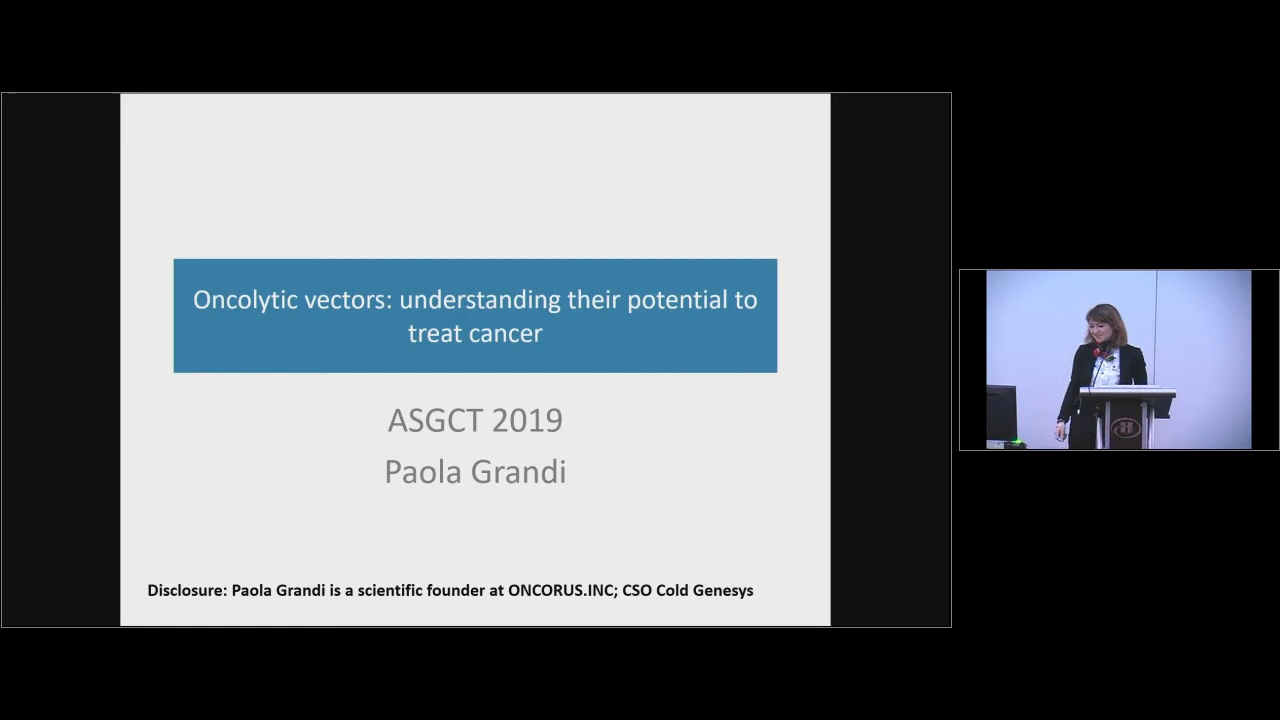 Oncolytic vectors: understanding their potential to
treat cancer
ASGCT 2019
Paola Grandi
Disclosure: Paola Grandi is a scientific founder at ONCORUS.INC; CSO Cold Genesys